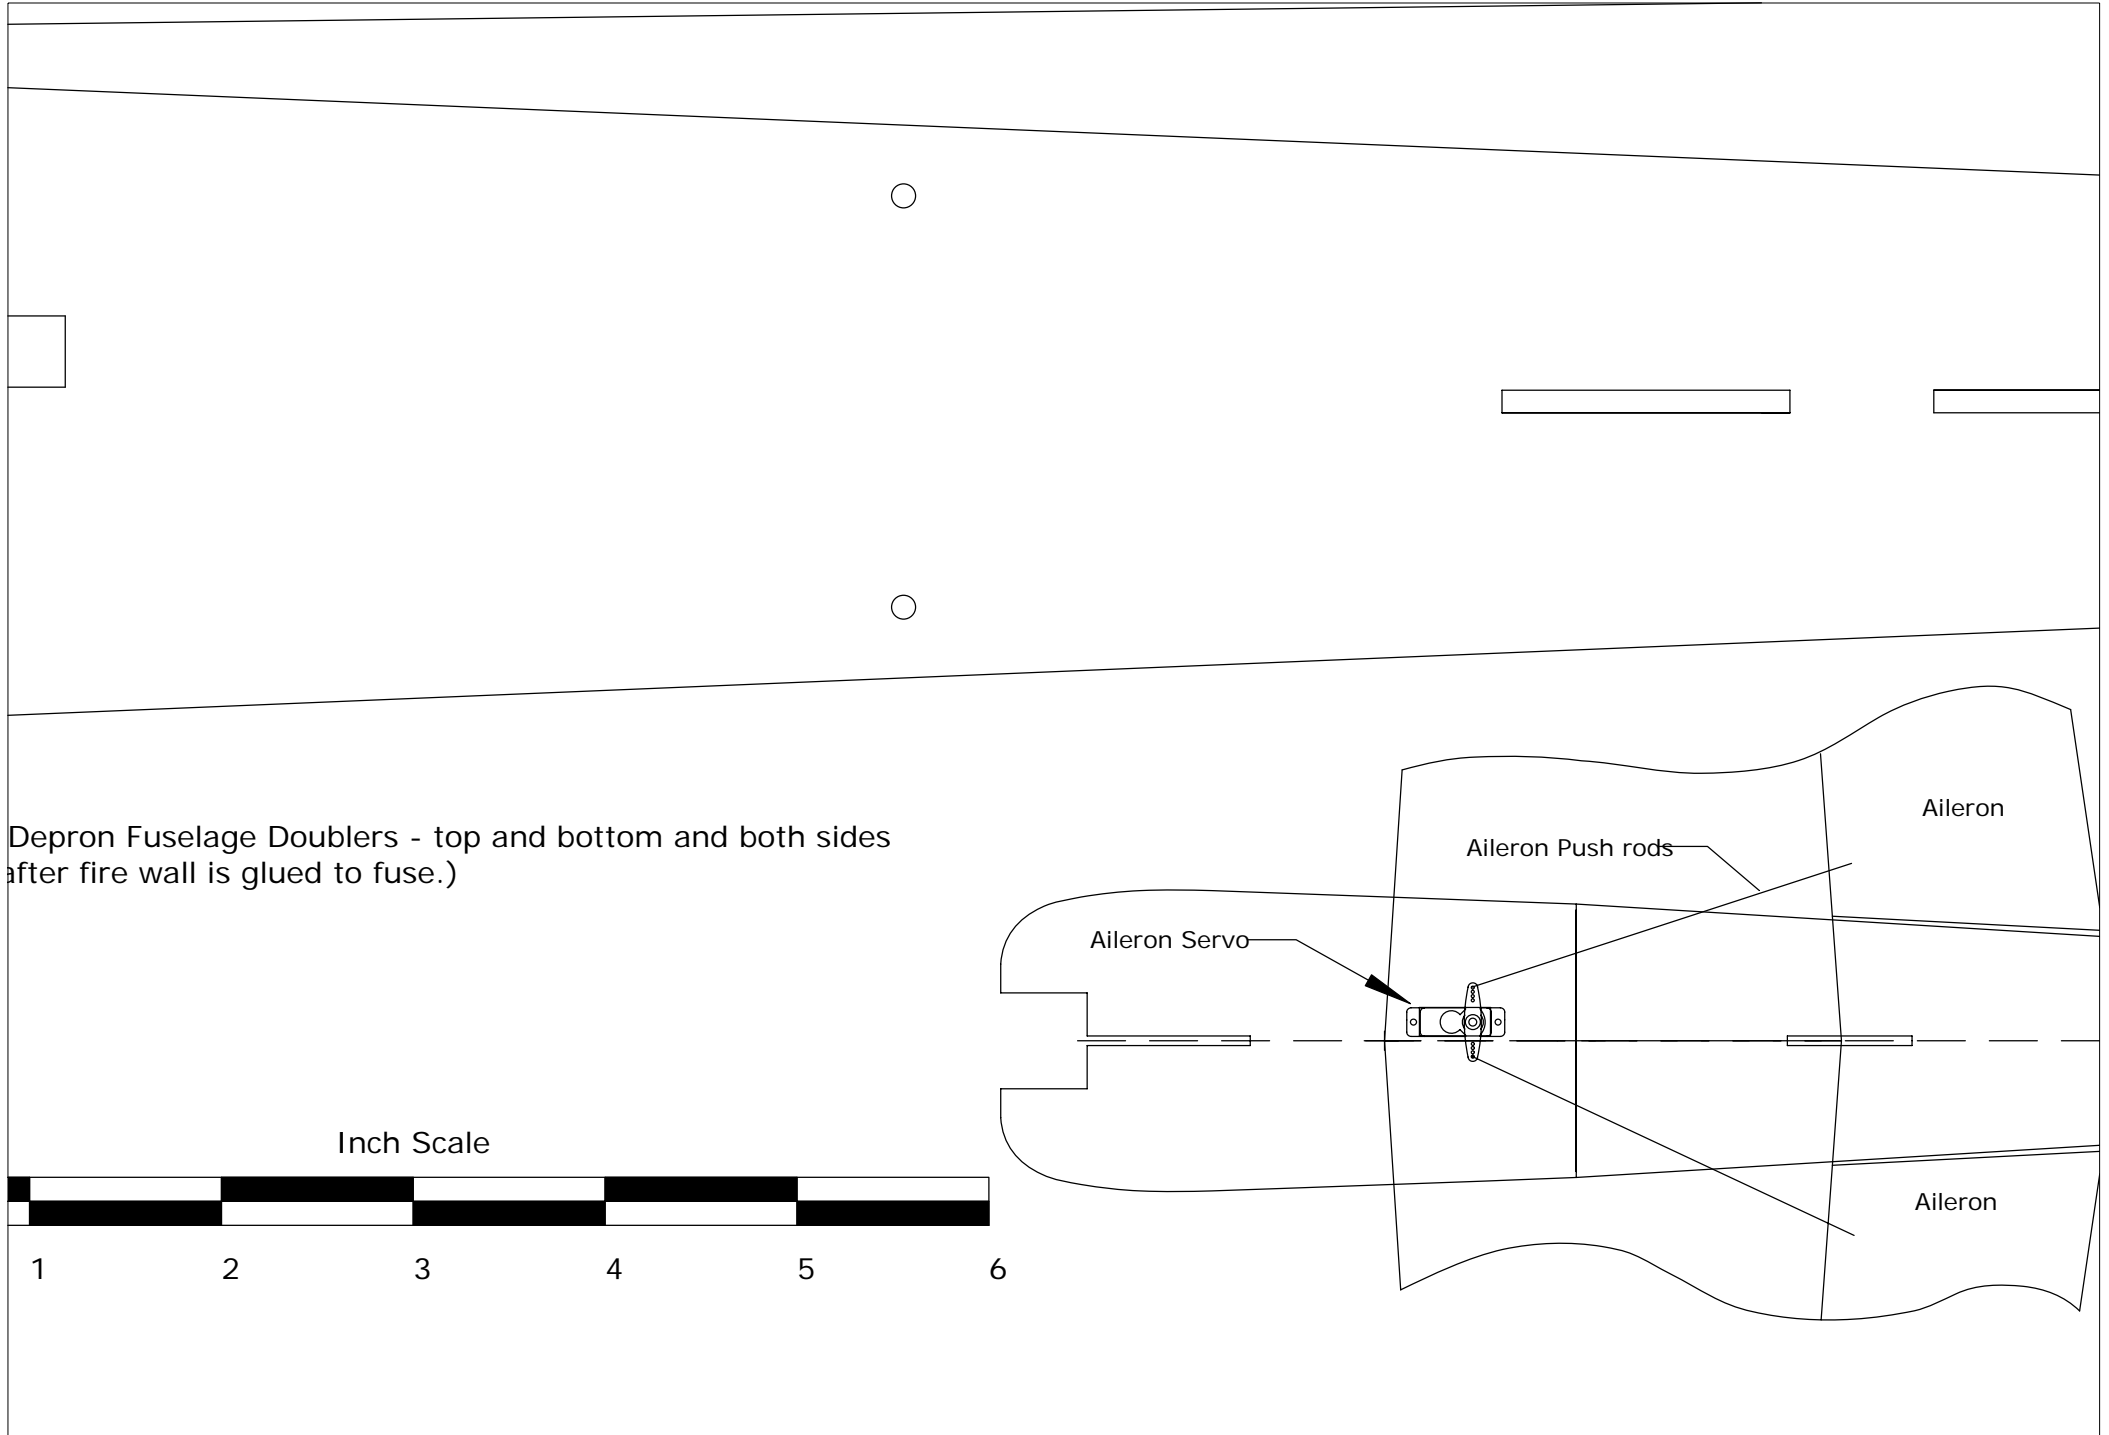 Aileron
Depron Fuselage Doublers - top and bottom and both sides
after fire wall is glued to fuse.)
Aileron Push rods
Aileron Servo
Inch Scale
Aileron
1 2 3 4 5 6